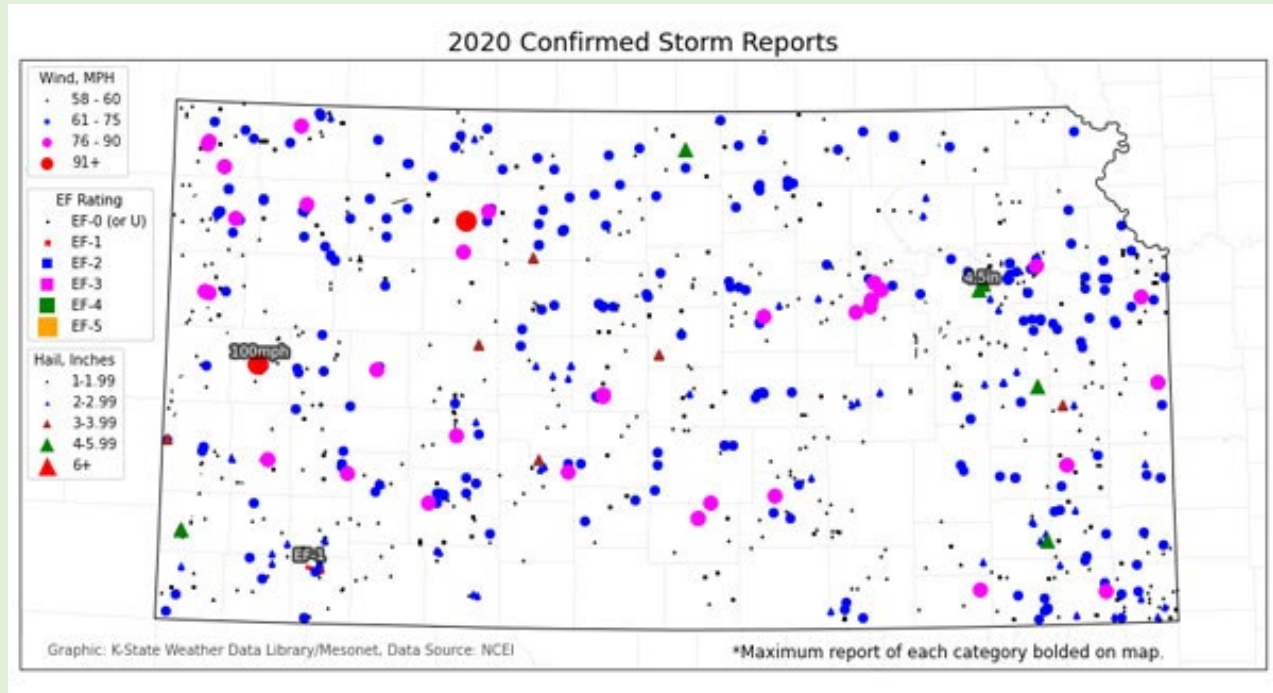 2020 Confirmed Storm Reports
Wind, MPH
58 - 60
61 - 75
76 - 90
91+
EF Rating
EF-0 (or U)
EF-1
EF-2
EF-3
EF-4
EF-5
Hail, Inches
1-1.99
2-2.99
3-3.99
4-5.99
6+
4.5in
100mph
EF-1
Graphic: K-State Weather Data Library/Mesonet, Data Source: NCEI
*Maximum report of each category bolded on map.